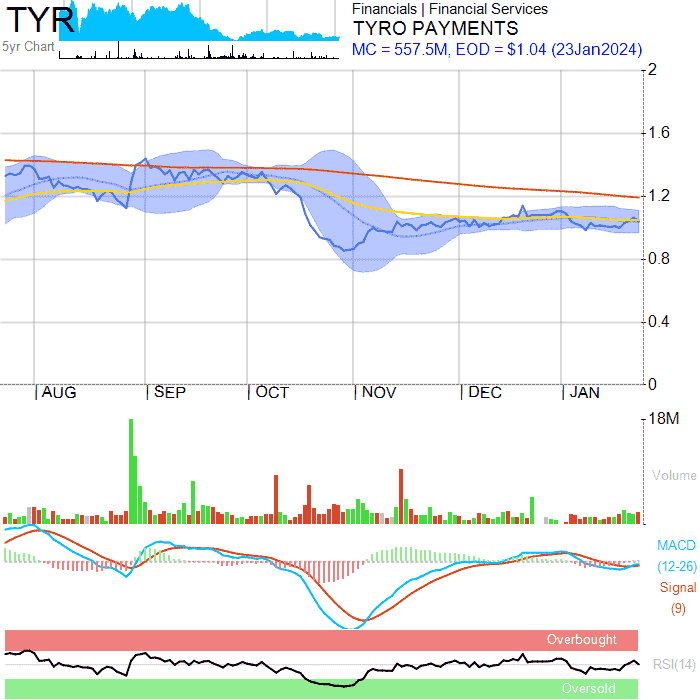 TYR
5yr Chart
Financials | Financial Services
TYRO PAYMENTS
MC = 557.5M, EOD = $1.04 (23Jan2024)
2
1.6
1.2
0.8
0.4
0
| AUG | SEP | OCT | NOV | DEC | JAN
18M
Volume
MACD
(12-26)
Signal
(9)
Overbought
RSI(14)
Oversold